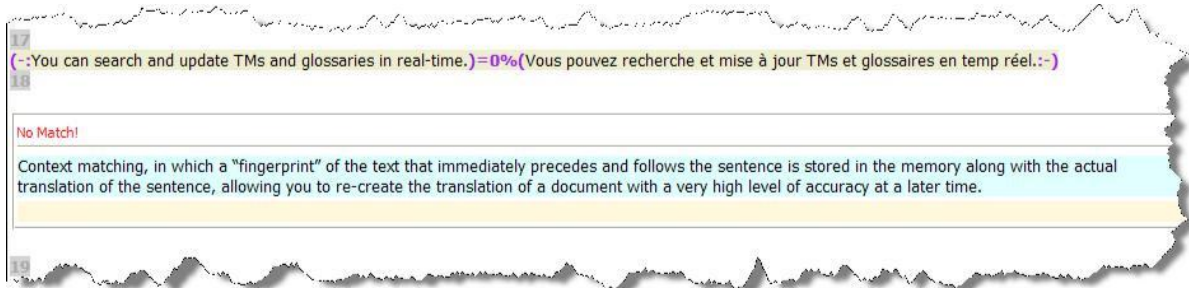 17
(-:You can search and update TMs and glossaries in real-time.)=0%(Vous pouvez recherche et mise à jour TMs et glossaires en temp réel.:-)
18
No Match!
Context matching, in which a “fingerprint” of the text that immediately precedes and follows the sentence is stored in the memory along with the actual
translation of the sentence, allowing you to re-create the translation of a document with a very high level of accuracy at a later time.
19